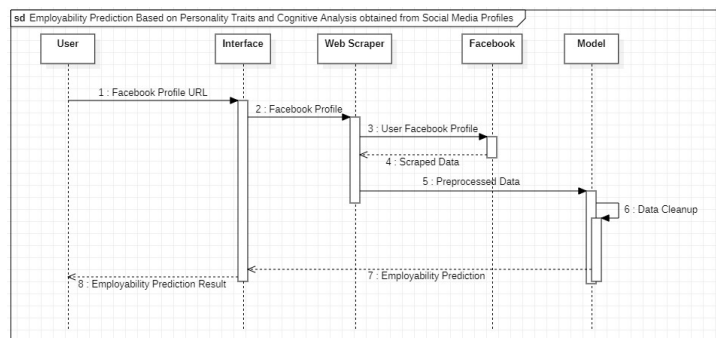 sd Employability Prediction Based on Personality Traits and Cognitive Analysis obtained from Social Media Profiles
User
Interface
Web Scraper
Facebook
Model
1 : Facebook Profile URL
2 : Facebook Profile
3 : User Facebook Profile
4 : Scraped Data
5 : Preprocessed Data
6 : Data Cleanup
7 : Employability Prediction
8 : Employability Prediction Result